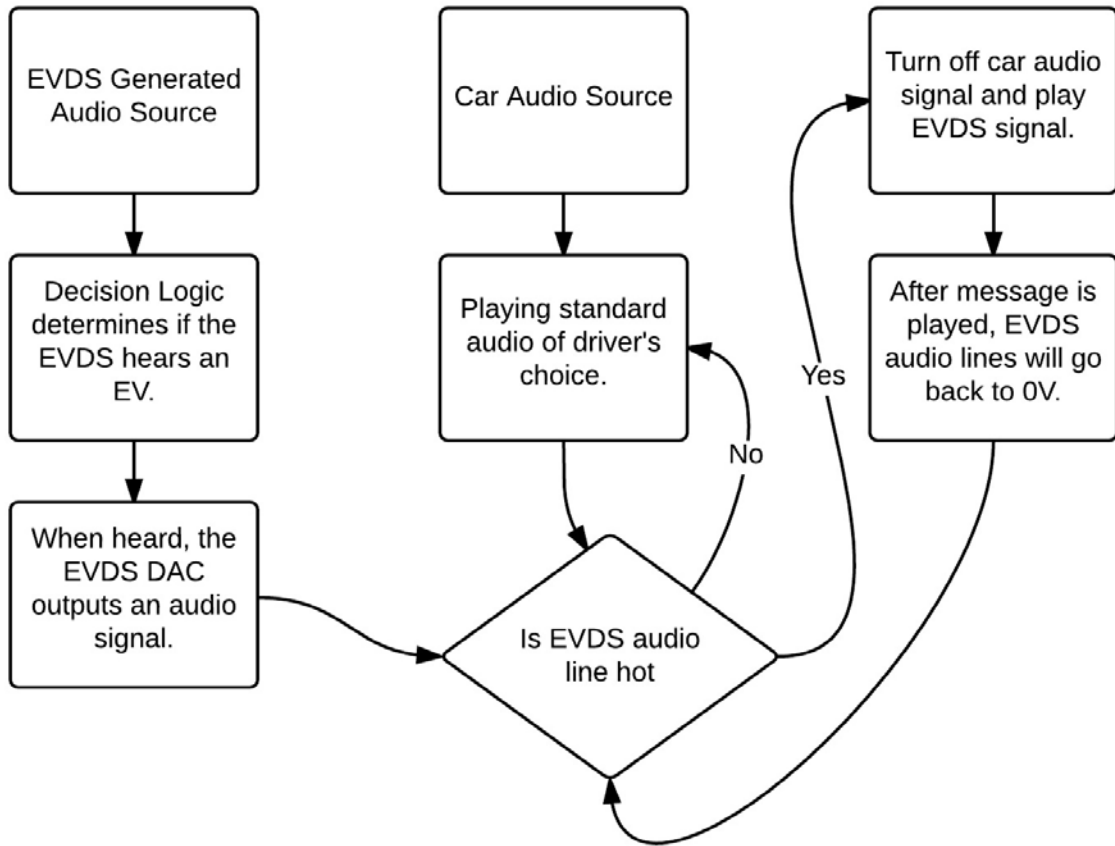 EVDS Generated
Audio Source
Decision Logic
determines if the
EVDS hears an
EV.
When heard, the
EVDS DAC
outputs an audio
signal.
Car Audio Source
Playing standard
audio of driver's
choice.
No
Is EVDS audio
line hot
Yes
Turn off car audio
signal and play
EVDS signal.
After message is
played, EVDS
audio lines will go
back to 0V.